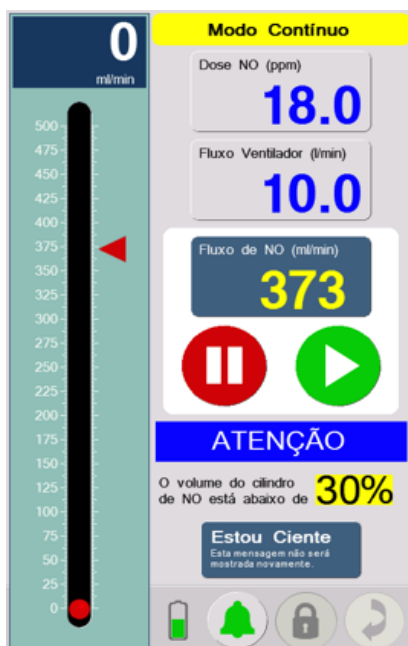 0
ml/min
500
475
450
425
400
375
350
325
300
275
250
225
200
175
150
125
100
75
50
25
0
Modo Contínuo
Dose NO (ppm)
18.0
Fluxo Ventilador (l/min)
10.0
Fluxo de NO (ml/min)
373
ATENÇÃO
O volume do cilindro
de NO está abaixo de 30%
Estou Ciente
Esta mensagem não será
mostrada novamente.